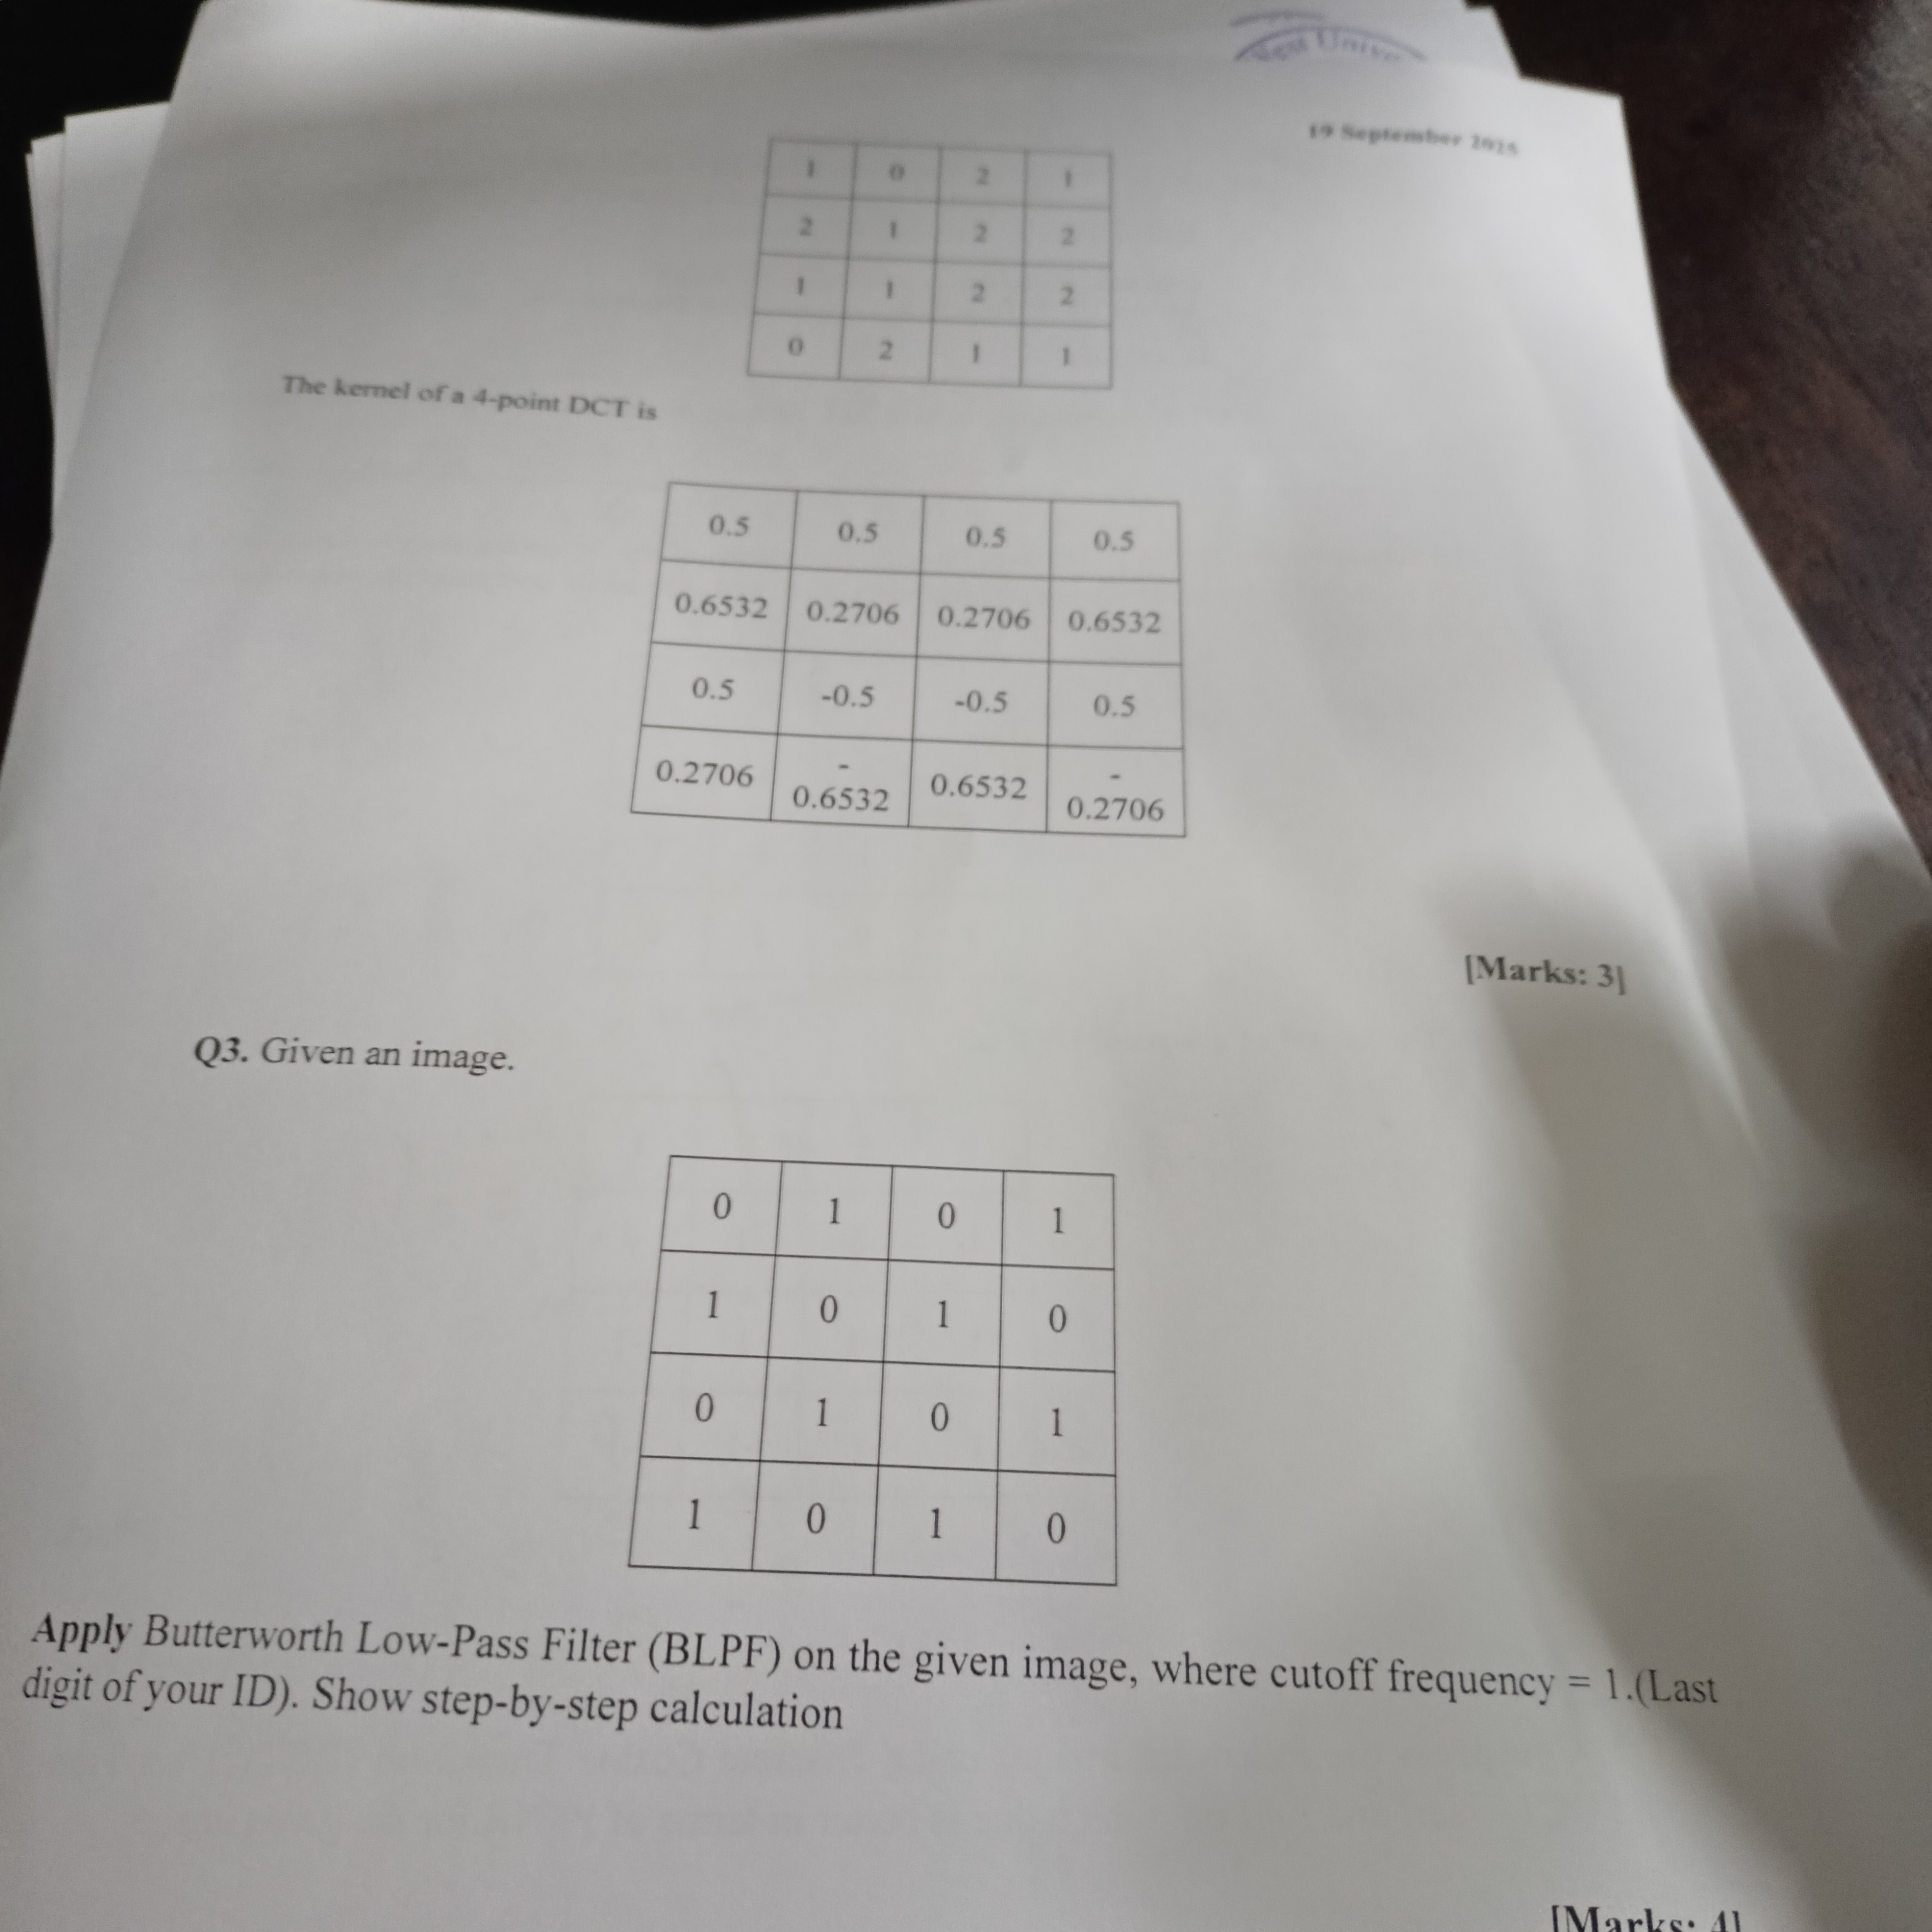 Univ
19 September 2025
1 0 2 1
2 1 2 2
1 1 2 2
0 2 1 1
The kernel of a 4-point DCT is
0.5 0.5 0.5 0.5
0.6532 0.2706 0.2706 0.6532
0.5 -0.5 -0.5 0.5
0.2706 -0.6532 0.6532 -0.2706
[Marks: 3]
Q3. Given an image.
0 1 0 1
1 0 1 0
0 1 0 1
1 0 1 0
Apply Butterworth Low-Pass Filter (BLPF) on the given image, where cutoff frequency = 1.(Last
digit of your ID). Show step-by-step calculation
[Marks: 4]